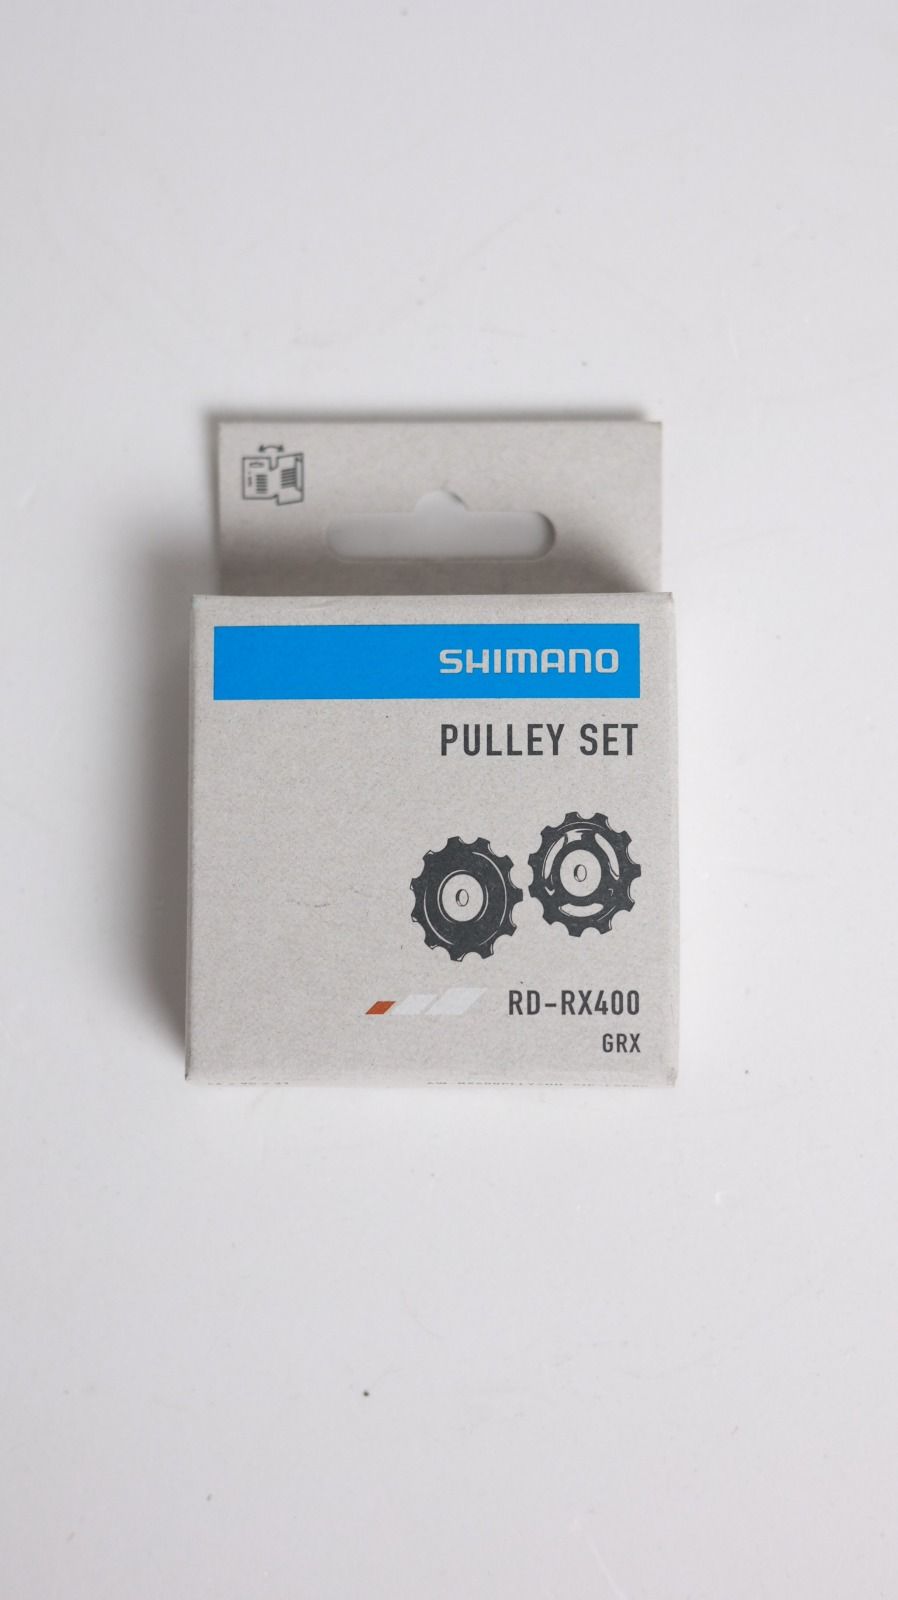 SHIMANO
PULLEY SET
RD-RX400
GRX